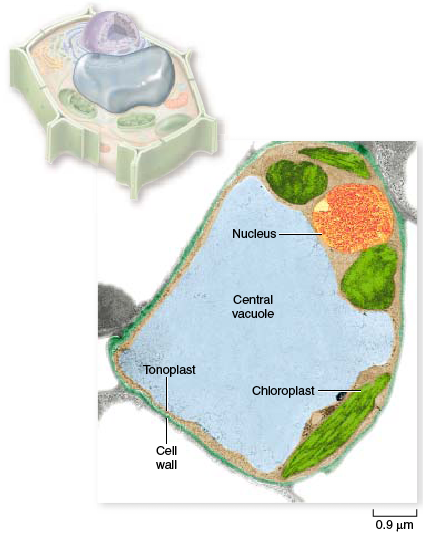 Nucleus
Central
vacuole
Tonoplast
Chloroplast
Cell
wall
0.9 μm